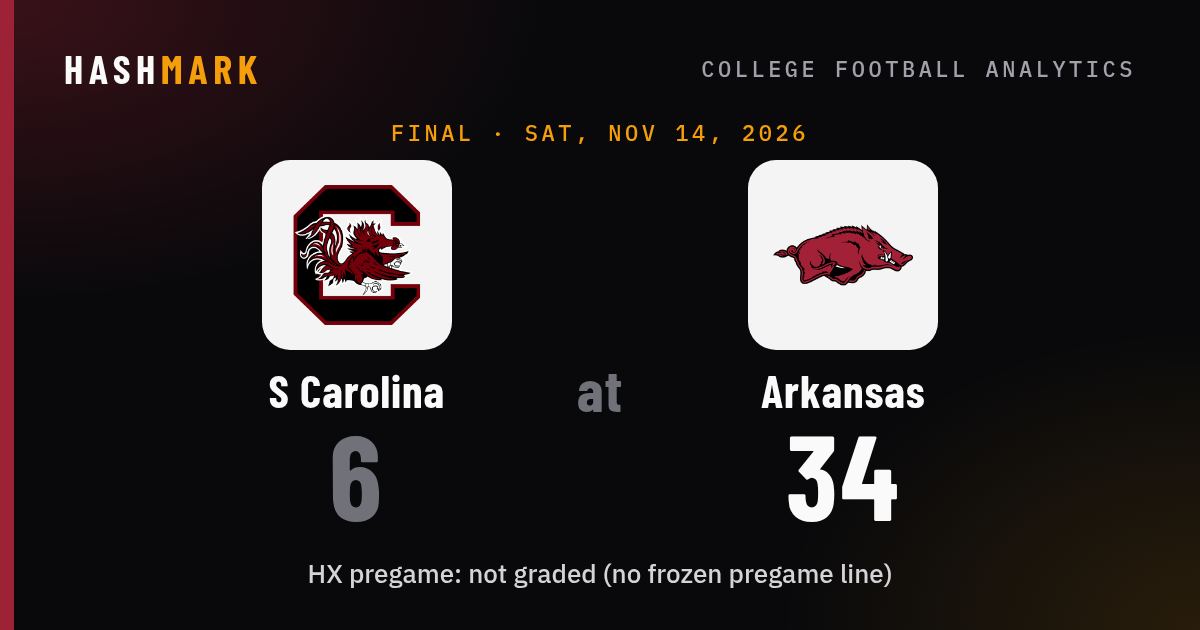 HASHMARK
COLLEGE FOOTBALL ANALYTICS
FINAL · SAT, NOV 14, 2026
S Carolina
at
Arkansas
6
34
HX pregame: not graded (no frozen pregame line)